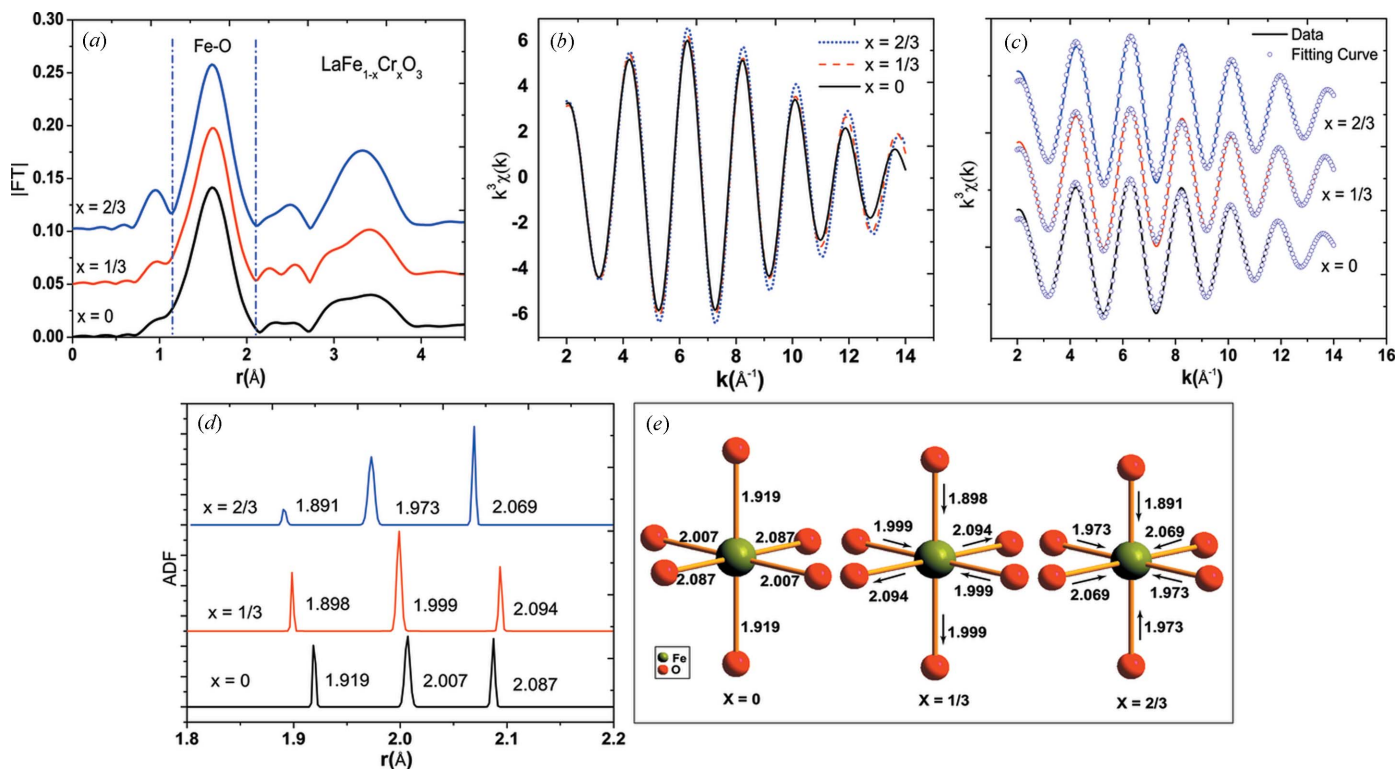 (a)
Fe-O
LaFe1-xCrxO3
0.30
0.25
0.20
0.15
0.10
0.05
0.00
|FT|
x = 2/3
x = 1/3
x = 0
0
1
2
3
4
r(Å)
(b)
x = 2/3
x = 1/3
x = 0
6
4
2
0
-2
-4
-6
k3χ(k)
2
4
6
8
10
12
14
k(Å-1)
(c)
Data
Fitting Curve
x = 2/3
x = 1/3
x = 0
k3χ(k)
2
4
6
8
10
12
14
16
k(Å-1)
(d)
x = 2/3
1.891
1.973
2.069
x = 1/3
1.898
1.999
2.094
x = 0
1.919
2.007
2.087
ADF
1.8
1.9
2.0
2.1
2.2
r(Å)
(e)
1.919
2.007
2.087
2.087
2.007
1.919
X = 0
1.898
1.999
2.094
2.094
1.999
1.999
X = 1/3
1.891
1.973
2.069
2.069
1.973
1.973
X = 2/3
Fe
O